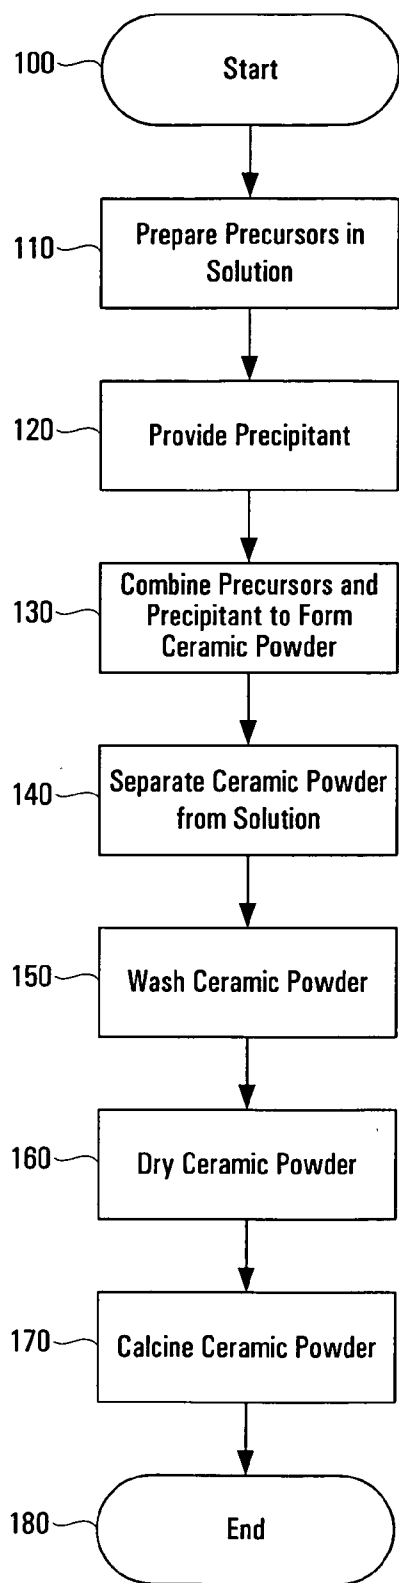 100
Start
110
Prepare Precursors in
Solution
120
Provide Precipitant
130
Combine Precursors and
Precipitant to Form
Ceramic Powder
140
Separate Ceramic Powder
from Solution
150
Wash Ceramic Powder
160
Dry Ceramic Powder
170
Calcine Ceramic Powder
180
End